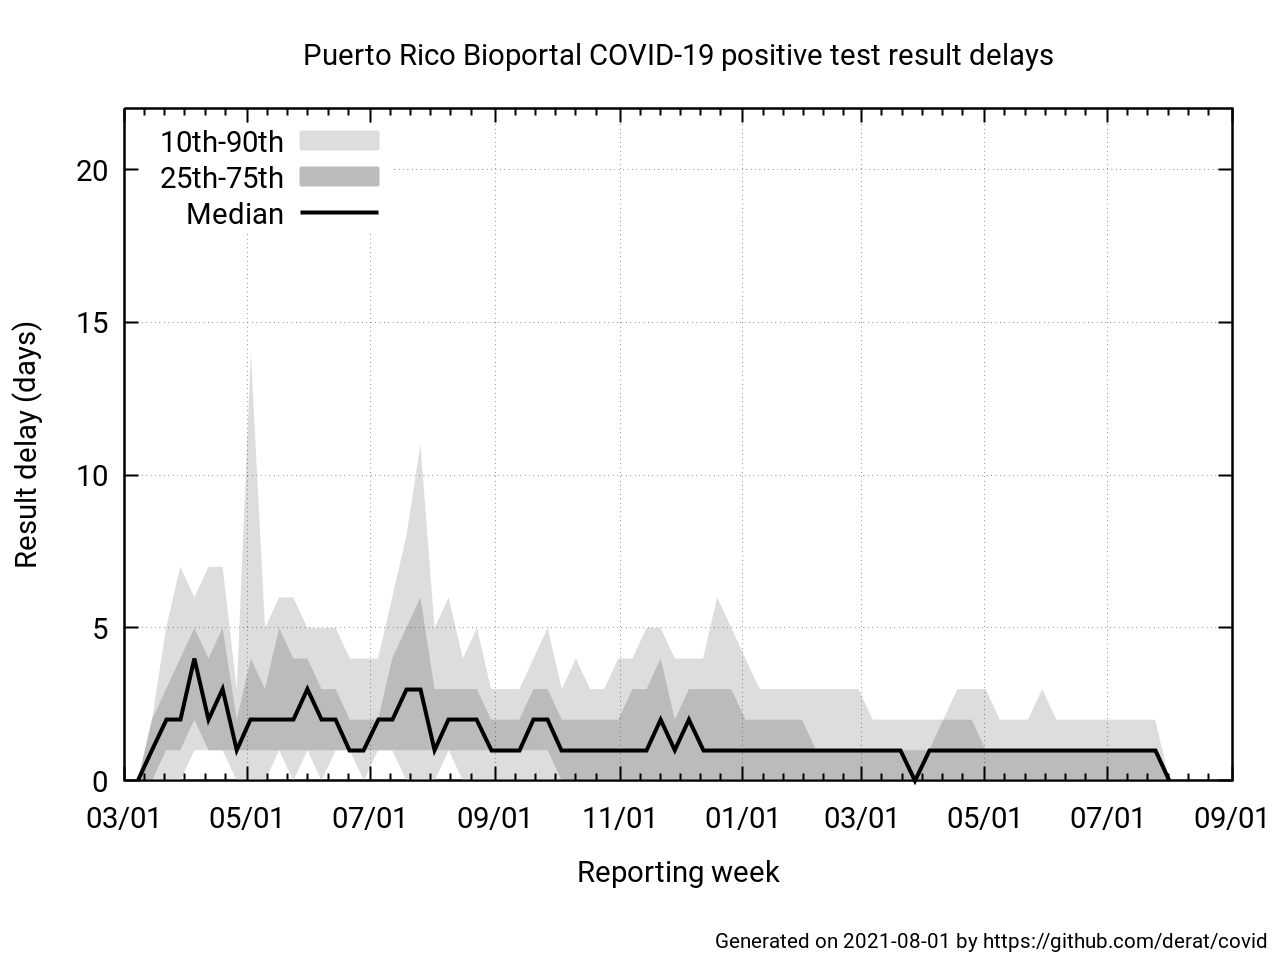 Puerto Rico Bioportal COVID-19 positive test result delays
10th-90th
25th-75th
Median
20
15
10
5
0
Result delay (days)
03/01 05/01 07/01 09/01 11/01 01/01 03/01 05/01 07/01 09/01
Reporting week
Generated on 2021-08-01 by https://github.com/derat/covid